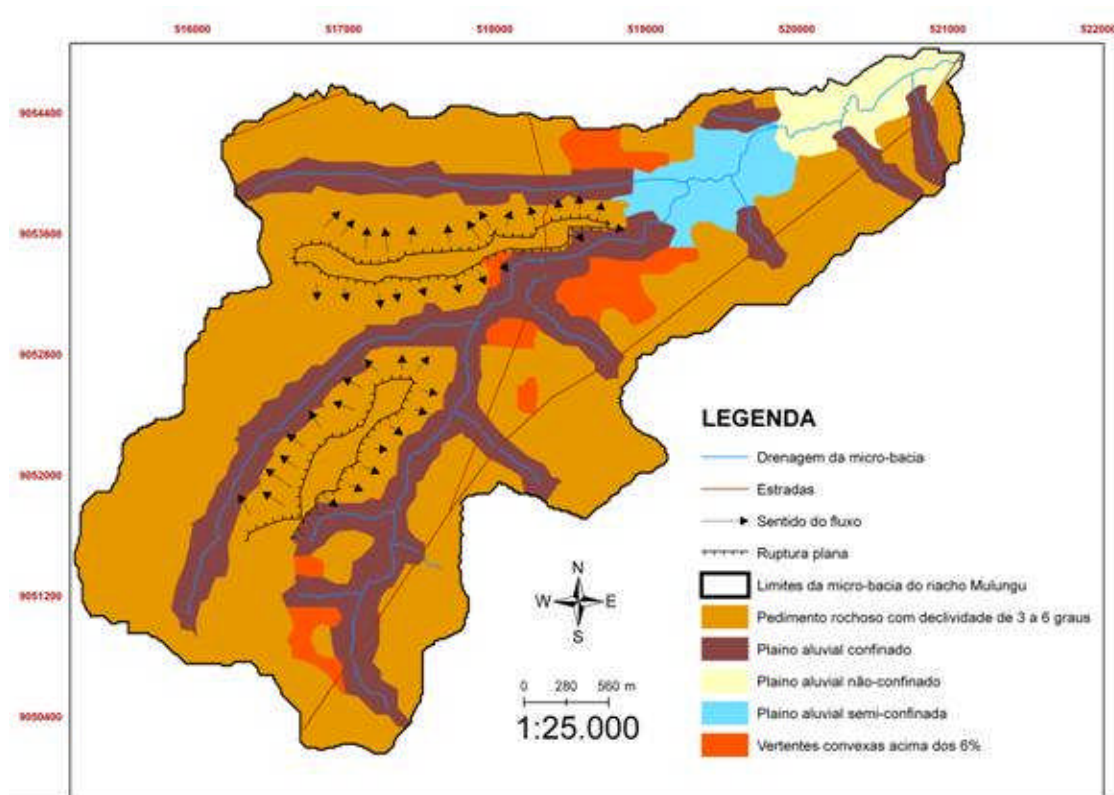 516000 517000 518000 519000 520000 521000 522000
9054400
9053600
9052800
9052000
9051200
9050400
LEGENDA
Drenagem da micro-bacia
Estradas
Sentido do fluxo
Ruptura plana
Limites da micro-bacia do riacho Mulungu
Pedimento rochoso com declividade de 3 a 6 graus
Plaino aluvial confinado
Plaino aluvial não-confinado
Plaino aluvial semi-confinada
Vertentes convexas acima dos 6%
N
W E
S
0 280 560 m
1:25.000